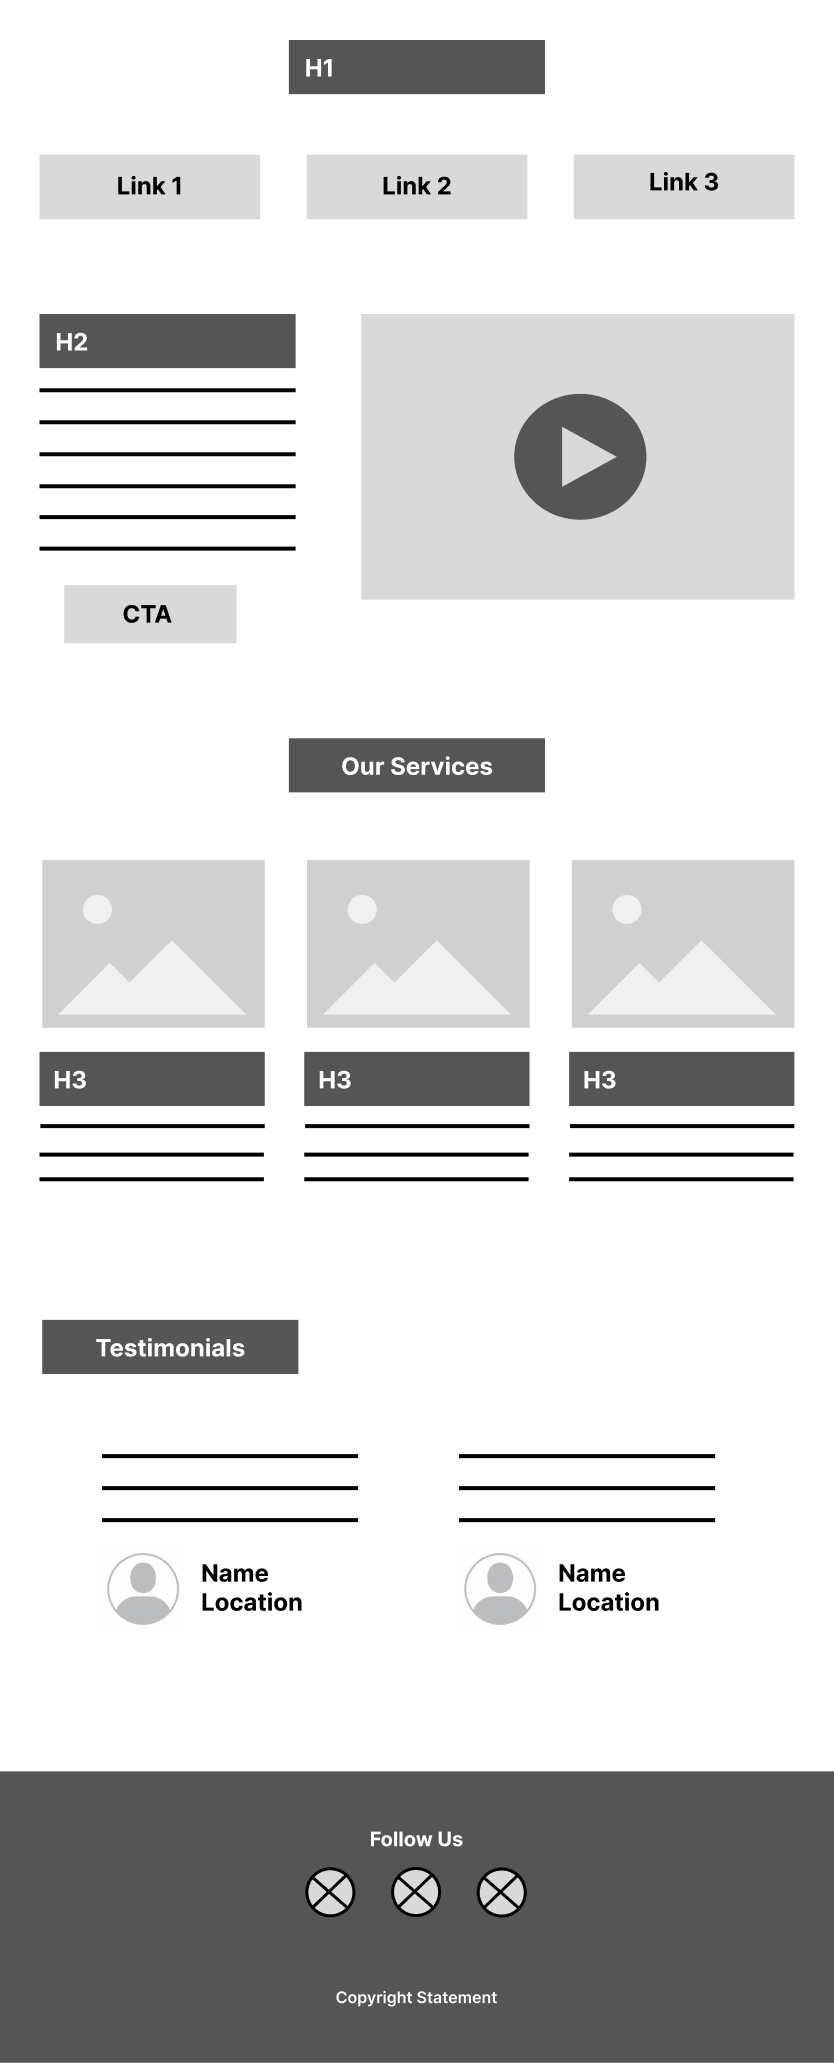 H1
Link 1
Link 2
Link 3
H2
CTA
Our Services
H3
H3
H3
Testimonials
Name
Location
Name
Location
Follow Us
Copyright Statement